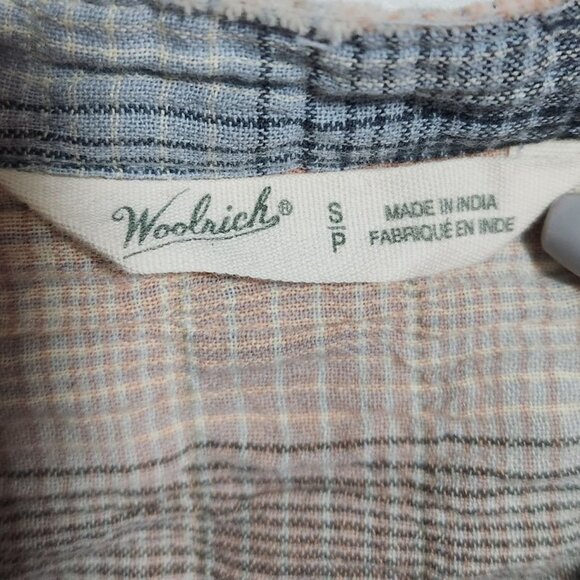 Woolrich®
S
P
MADE IN INDIA
FABRIQUÉ EN INDE